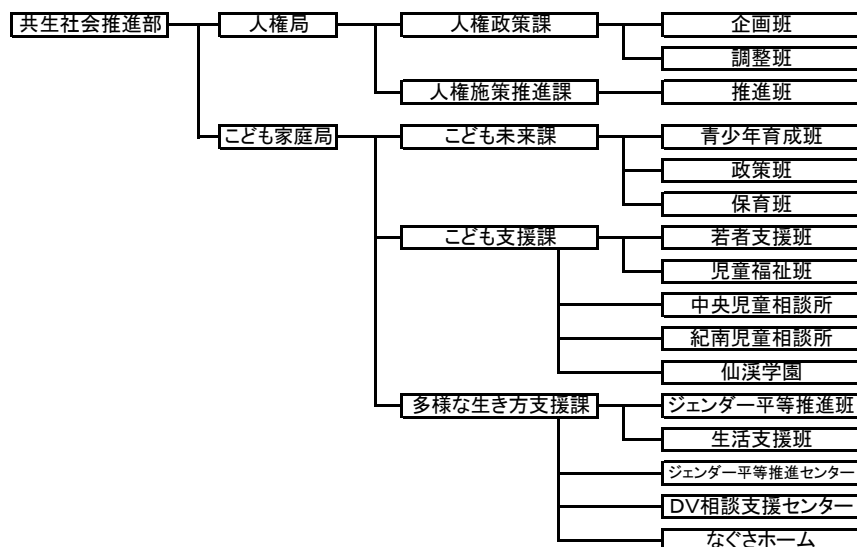 共生社会推進部
人権局
人権政策課
企画班
調整班
人権施策推進課
推進班
こども家庭局
こども未来課
青少年育成班
政策班
保育班
こども支援課
若者支援班
児童福祉班
中央児童相談所
紀南児童相談所
仙渓学園
多様な生き方支援課
ジェンダー平等推進班
生活支援班
ジェンダー平等推進センター
DV相談支援センター
なぐさホーム